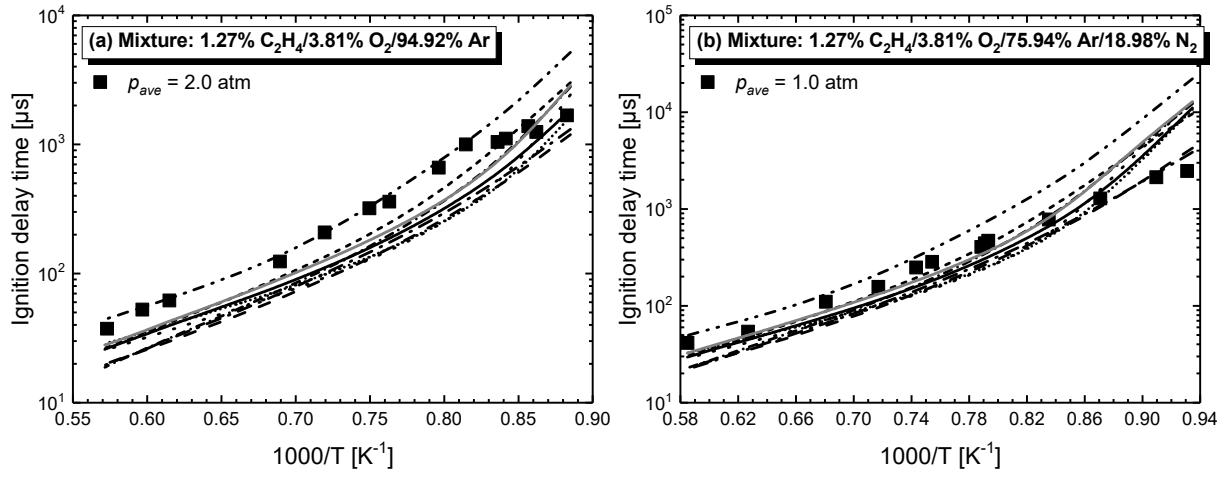 (a) Mixture: 1.27% C₂H₄/3.81% O₂/94.92% Ar
p_ave = 2.0 atm
Ignition delay time [µs]
10⁴
10³
10²
10¹
0.55 0.60 0.65 0.70 0.75 0.80 0.85 0.90
1000/T [K⁻¹]
(b) Mixture: 1.27% C₂H₄/3.81% O₂/75.94% Ar/18.98% N₂
p_ave = 1.0 atm
Ignition delay time [µs]
10⁵
10⁴
10³
10²
10¹
0.58 0.62 0.66 0.70 0.74 0.78 0.82 0.86 0.90 0.94
1000/T [K⁻¹]